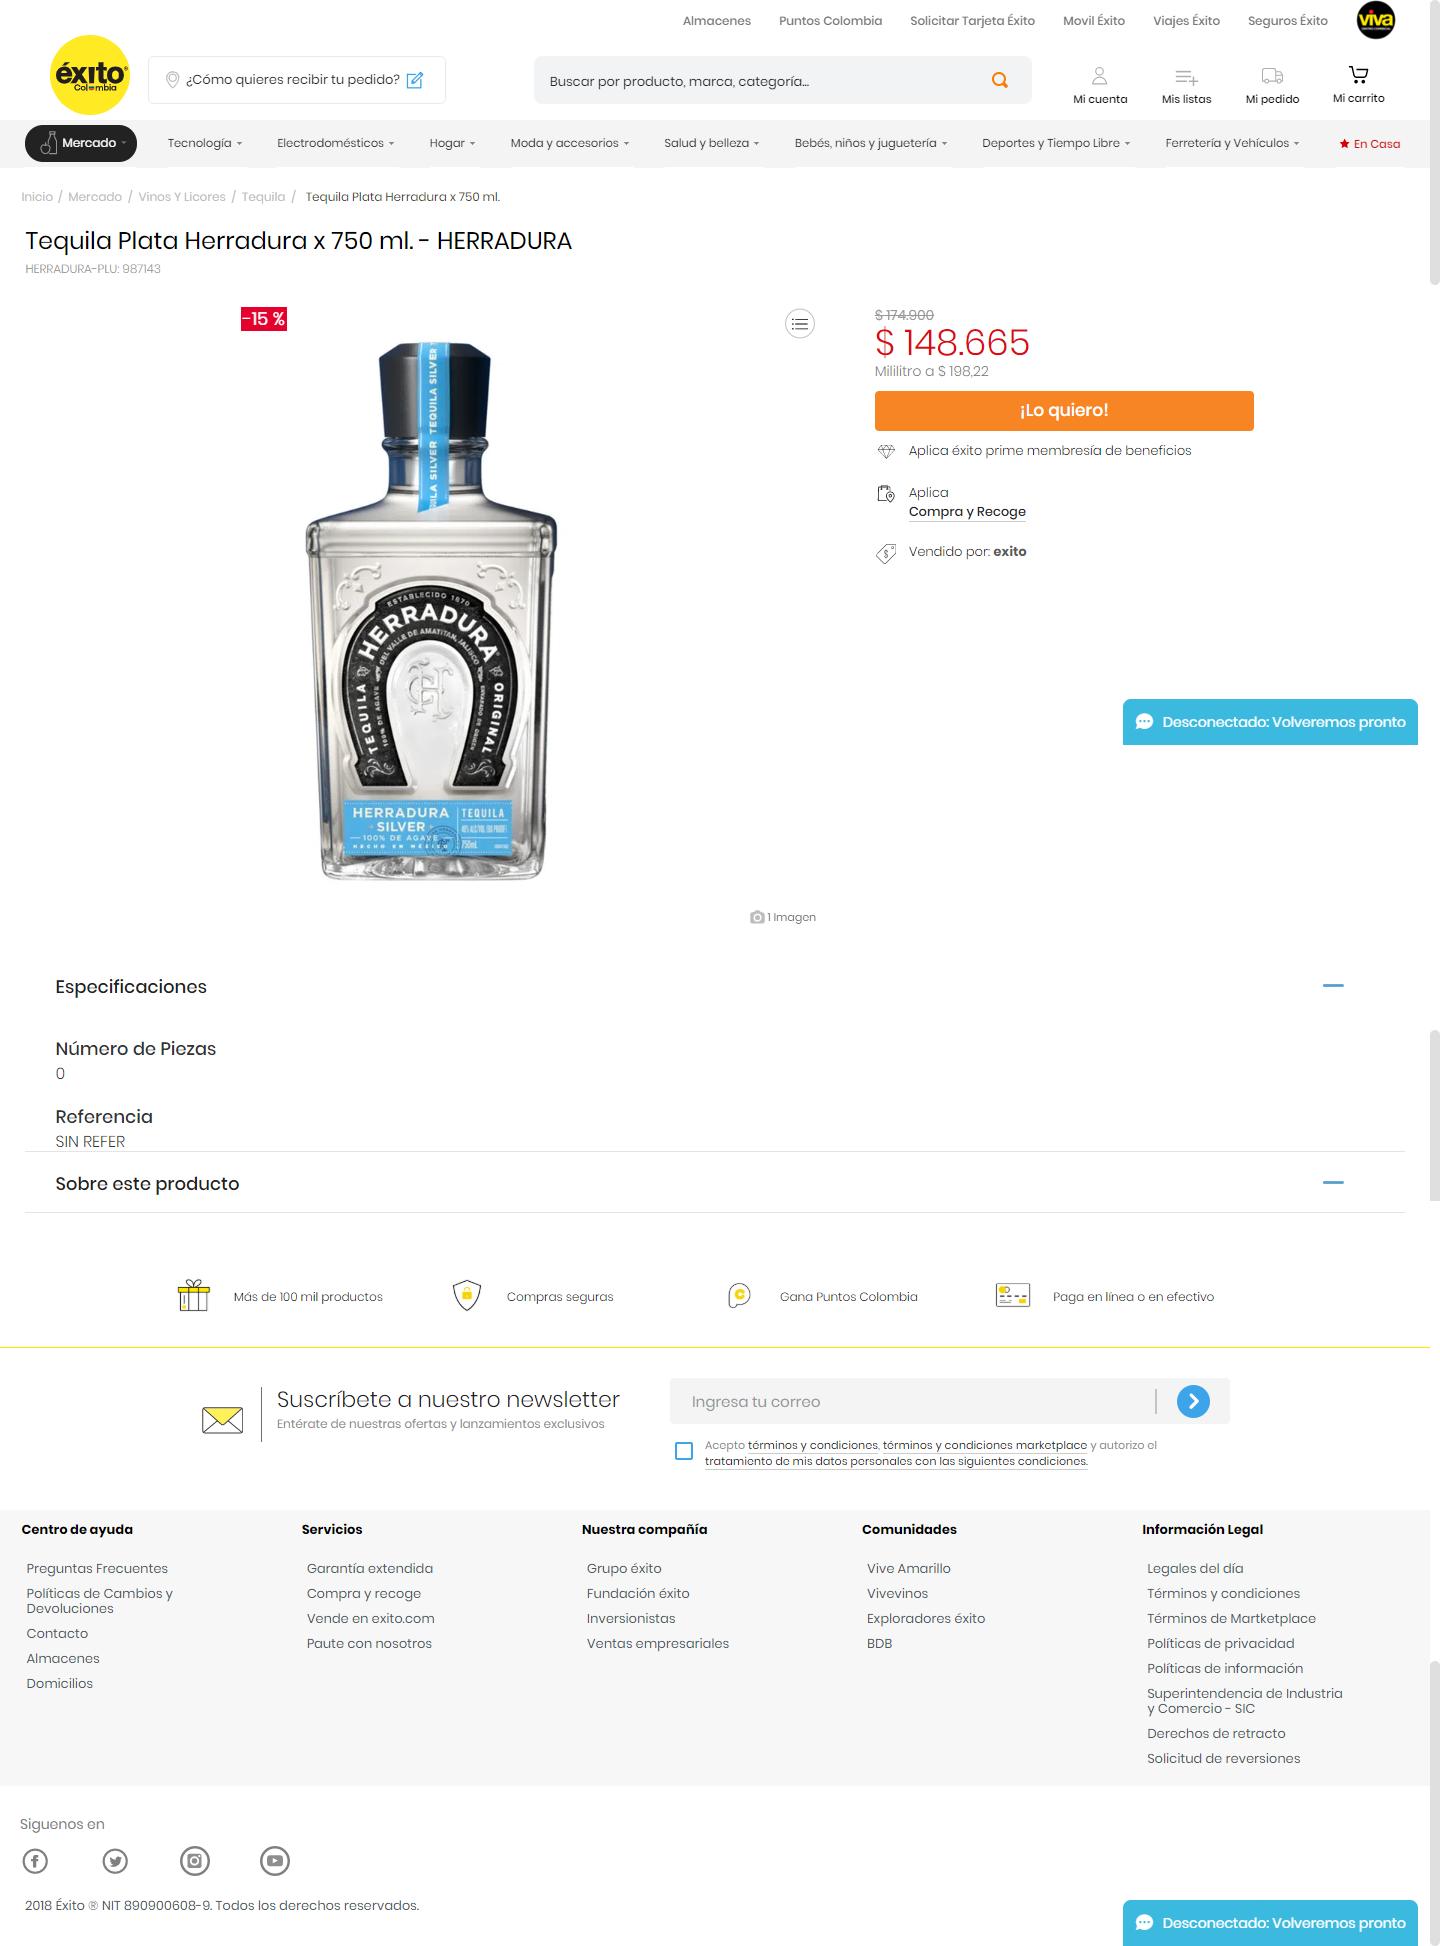 Almacenes Puntos Colombia Solicitar Tarjeta Éxito Movil Éxito Viajes Éxito Seguros Éxito viva
éxito
Colombia
¿Cómo quieres recibir tu pedido?
Buscar por producto, marca, categoría...
Mi cuenta Mis listas Mi pedido Mi carrito
Mercado Tecnología Electrodomésticos Hogar Moda y accesorios Salud y belleza Bebés, niños y juguetería Deportes y Tiempo Libre Ferretería y Vehículos En Casa
Inicio / Mercado / Vinos Y Licores / Tequila / Tequila Plata Herradura x 750 ml.
Tequila Plata Herradura x 750 ml. - HERRADURA
HERRADURA-PLU: 987143
-15 %
TEQUILA SILVER
ESTABLECIDO 1870
HERRADURA
DEL VALLE DE AMATITAN, JALISCO
TEQUILA
100% DE AGAVE
ORIGINAL
HERRADURA
SILVER
100% DE AGAVE
HECHO EN MÉXICO
TEQUILA
40% ALC/VOL (80 PROOF)
750mL
1 Imagen
$ 174.900
$ 148.665
Mililitro a $ 198,22
¡Lo quiero!
Aplica éxito prime membresía de beneficios
Aplica
Compra y Recoge
Vendido por: exito
Desconectado: Volveremos pronto
Especificaciones
Número de Piezas
0
Referencia
SIN REFER
Sobre este producto
Más de 100 mil productos Compras seguras Gana Puntos Colombia Paga en línea o en efectivo
Suscríbete a nuestro newsletter
Entérate de nuestras ofertas y lanzamientos exclusivos
Ingresa tu correo
Acepto términos y condiciones, términos y condiciones marketplace y autorizo el
tratamiento de mis datos personales con las siguientes condiciones.
Centro de ayuda
Preguntas Frecuentes
Políticas de Cambios y
Devoluciones
Contacto
Almacenes
Domicilios
Servicios
Garantía extendida
Compra y recoge
Vende en exito.com
Paute con nosotros
Nuestra compañía
Grupo éxito
Fundación éxito
Inversionistas
Ventas empresariales
Comunidades
Vive Amarillo
Vivevinos
Exploradores éxito
BDB
Información Legal
Legales del día
Términos y condiciones
Términos de Martketplace
Políticas de privacidad
Políticas de información
Superintendencia de Industria
y Comercio - SIC
Derechos de retracto
Solicitud de reversiones
Siguenos en
2018 Éxito ® NIT 890900608-9. Todos los derechos reservados.
Desconectado: Volveremos pronto